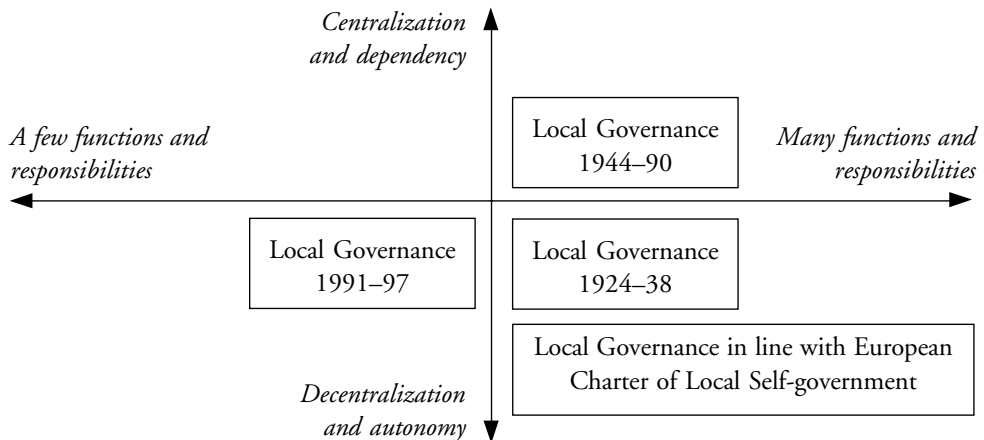 Centralization
and dependency
A few functions and
responsibilities
Local Governance
1944–90
Many functions and
responsibilities
Local Governance
1991–97
Local Governance
1924–38
Local Governance in line with European
Charter of Local Self-government
Decentralization
and autonomy